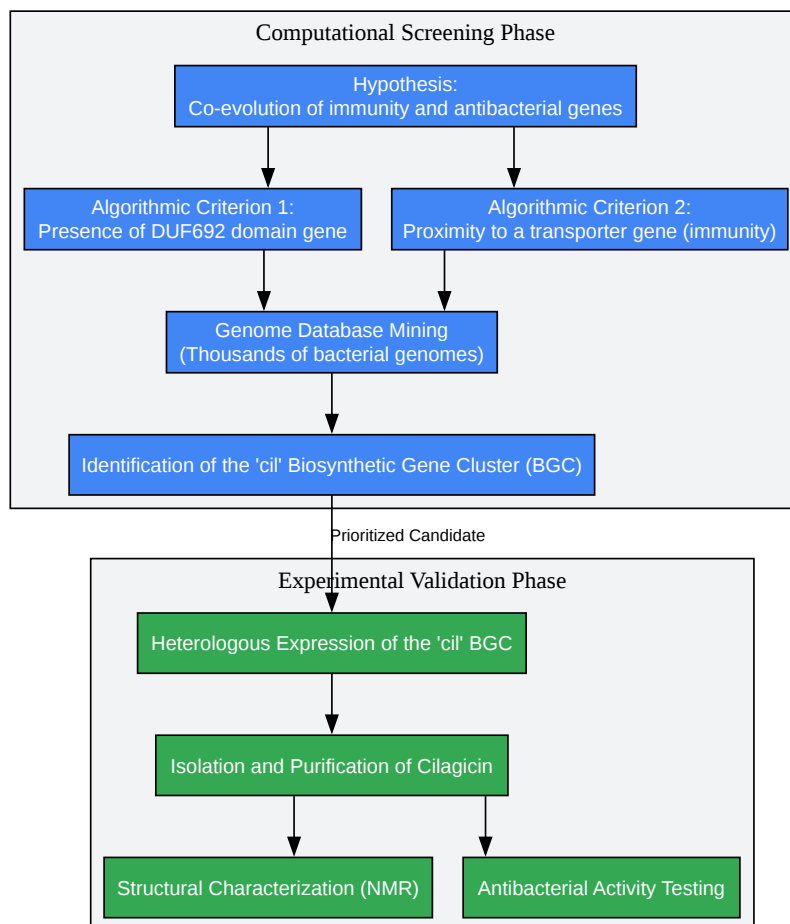 Computational Screening Phase
Hypothesis:
Co-evolution of immunity and antibacterial genes
Algorithmic Criterion 1:
Presence of DUF692 domain gene
Algorithmic Criterion 2:
Proximity to a transporter gene (immunity)
Genome Database Mining
(Thousands of bacterial genomes)
Identification of the 'cil' Biosynthetic Gene Cluster (BGC)
Prioritized Candidate
Experimental Validation Phase
Heterologous Expression of the 'cil' BGC
Isolation and Purification of Cilagicin
Structural Characterization (NMR)
Antibacterial Activity Testing